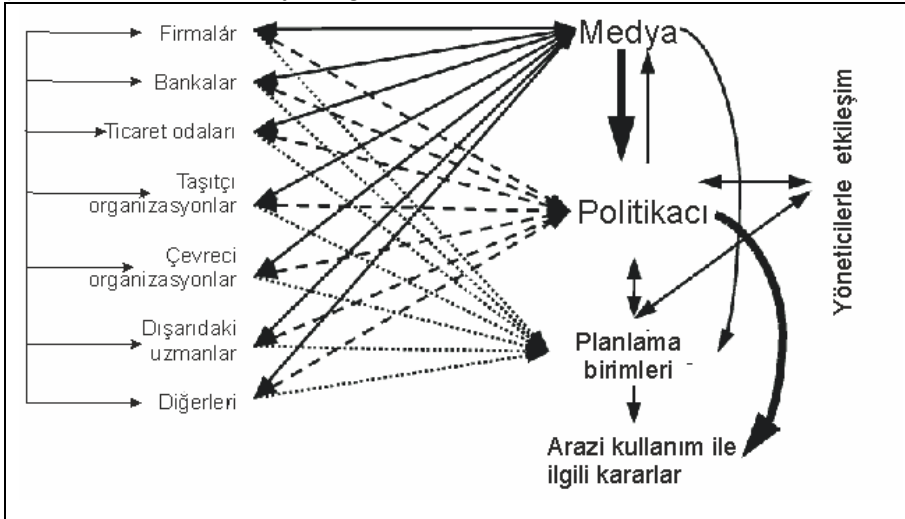 Firmalár
Medya
Bankalar
Ticaret odaları
Taşıtçı
organizasyonlar
Politikacı
Yöneticilerle etkileşim
Çevreci
organizasyonlar
Dışarıdaki
uzmanlar
Planlama
birimleri
Diğerleri
Arazi kullanım ile
ilgili kararlar